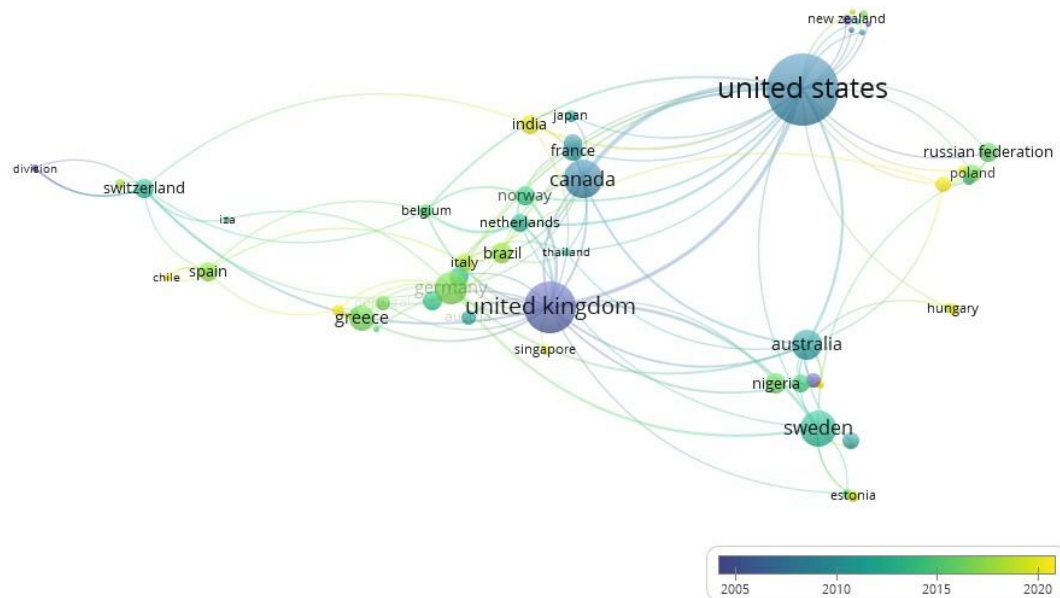 new zealand
united states
india
japan
france
russian federation
division
switzerland
canada
poland
norway
belgium
iza
netherlands
brazil
thailand
italy
chile
spain
germany
united kingdom
greece
hungary
singapore
australia
nigeria
sweden
estonia
2005
2010
2015
2020